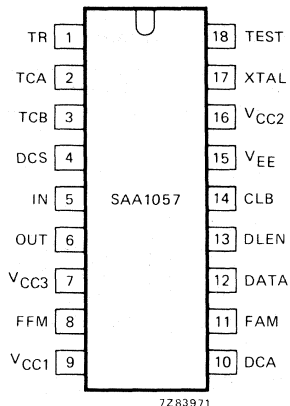 TR 1 18 TEST
TCA 2 17 XTAL
TCB 3 16 VCC2
DCS 4 15 VEE
IN 5 SAA1057 14 CLB
OUT 6 13 DLEN
VCC3 7 12 DATA
FFM 8 11 FAM
VCC1 9 10 DCA
7Z83971